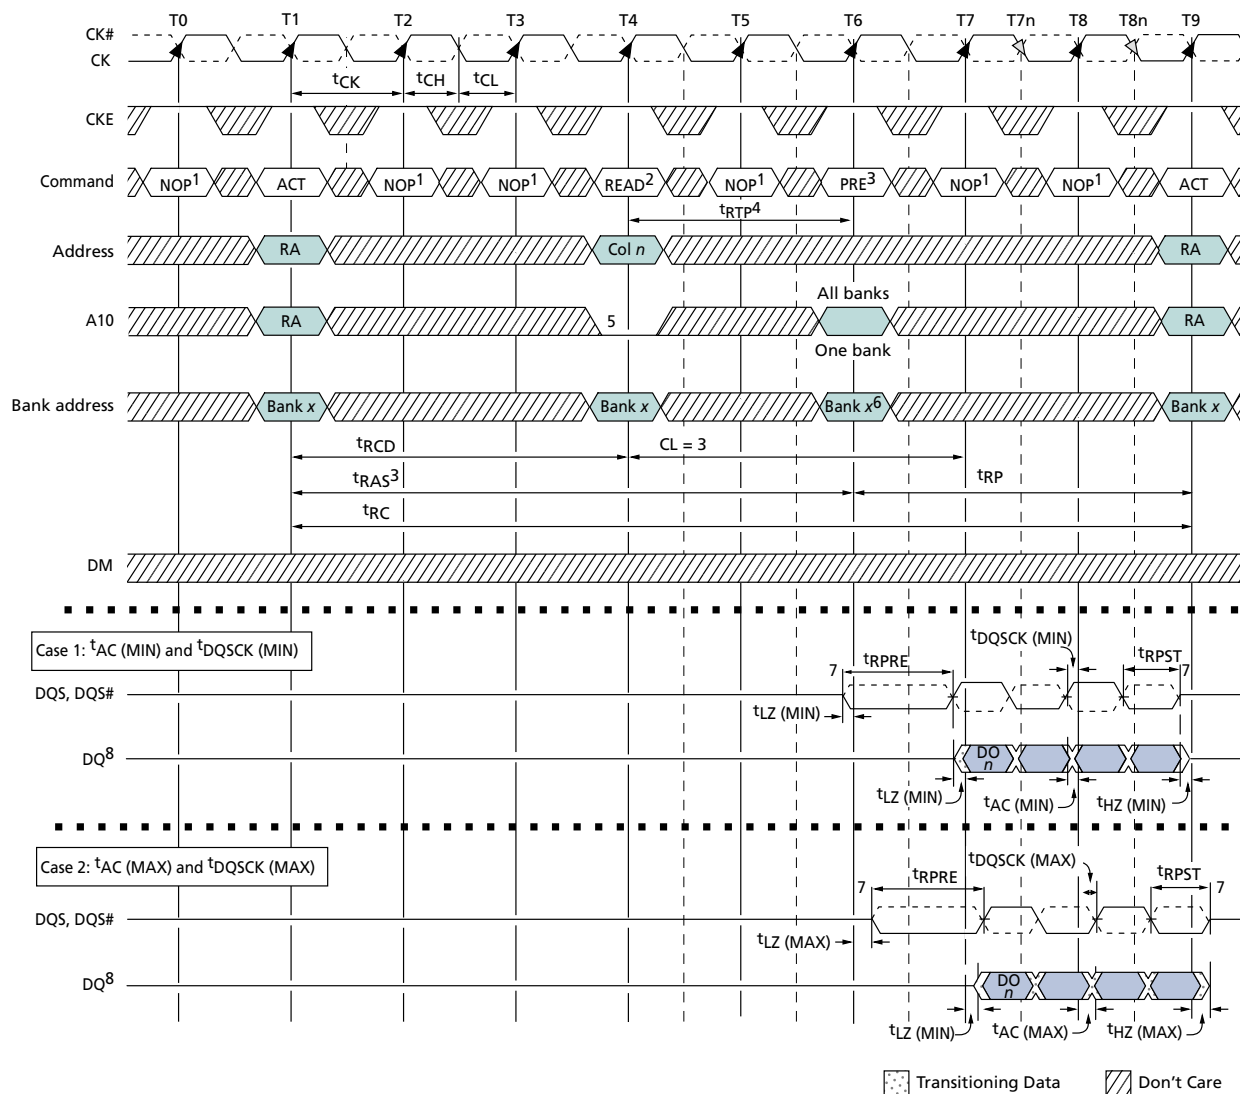 T0 T1 T2 T3 T4 T5 T6 T7 T7n T8 T8n T9
CK#
CK
tCK tCH tCL
CKE
Command NOP1 ACT NOP1 NOP1 READ2 NOP1 PRE3 NOP1 NOP1 ACT
tRTP4
Address RA Col n RA
All banks
A10 RA 5 RA
One bank
Bank address Bank x Bank x Bank x6 Bank x
tRCD CL = 3
tRAS3 tRP
tRC
DM
Case 1: tAC (MIN) and tDQSCK (MIN)
tDQSCK (MIN)
7 tRPRE tRPST 7
DQS, DQS#
tLZ (MIN)
DQ8 DO
n
tLZ (MIN) tAC (MIN) tHZ (MIN)
Case 2: tAC (MAX) and tDQSCK (MAX)
tDQSCK (MAX)
7 tRPRE tRPST 7
DQS, DQS#
tLZ (MAX)
DQ8 DO
n
tLZ (MIN) tAC (MAX) tHZ (MAX)
Transitioning Data Don't Care